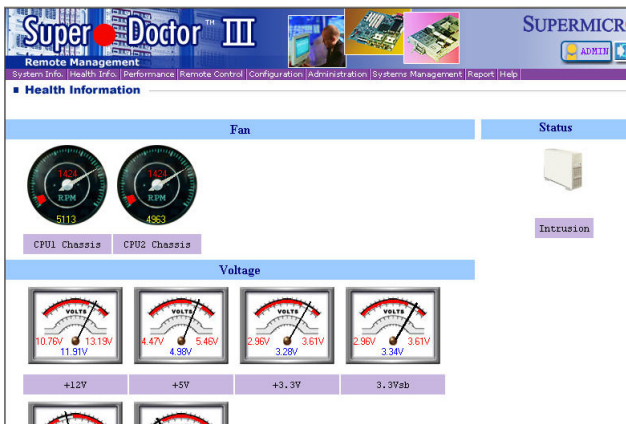 Super Doctor™ III
SUPERMICR
Remote Management
ADMIN
System Info. | Health Info. | Performance | Remote Control | Configuration | Administration | Systems Management | Report | Help
Health Information
Fan
Status
1424 1424
RPM RPM
5113 4963
CPU1 Chassis CPU2 Chassis
Intrusion
Voltage
VOLTS VOLTS VOLTS VOLTS
10.76V 13.19V 4.47V 5.46V 2.96V 3.61V 2.96V 3.61V
11.91V 4.98V 3.28V 3.34V
+12V +5V +3.3V 3.3Vsb